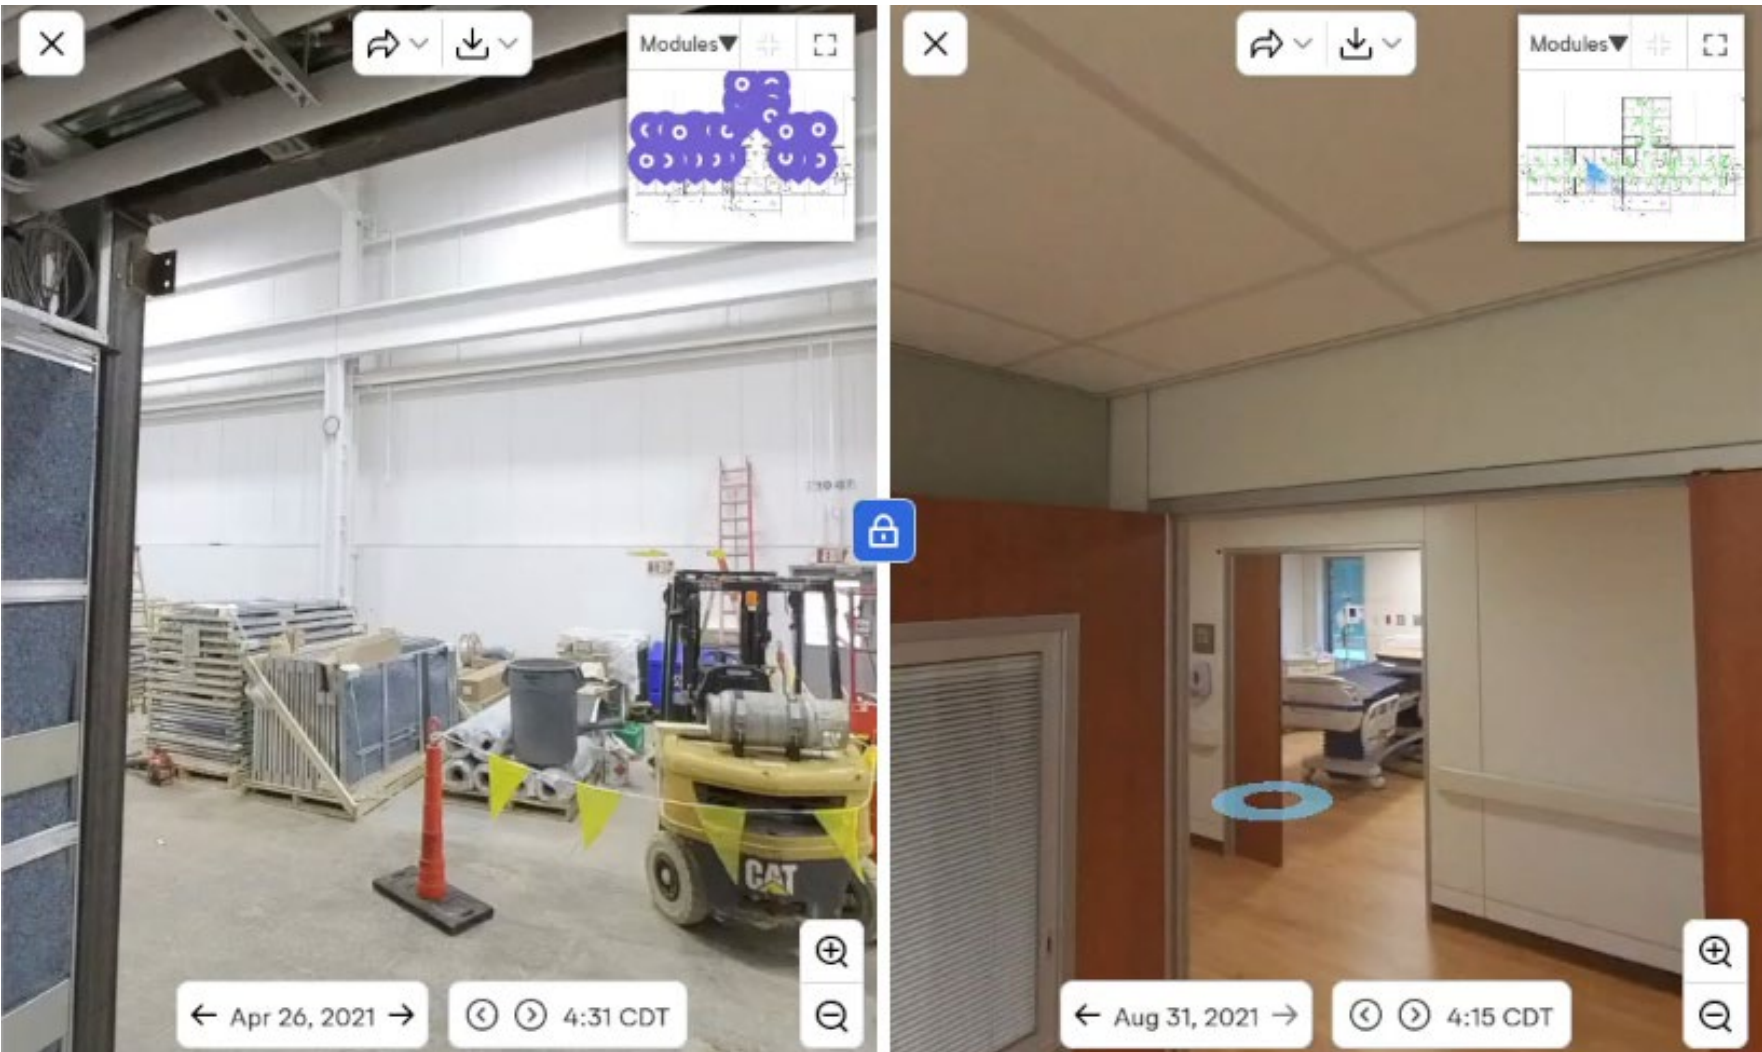 Modules▼
CAT
← Apr 26, 2021 →
4:31 CDT
Modules▼
← Aug 31, 2021 →
4:15 CDT